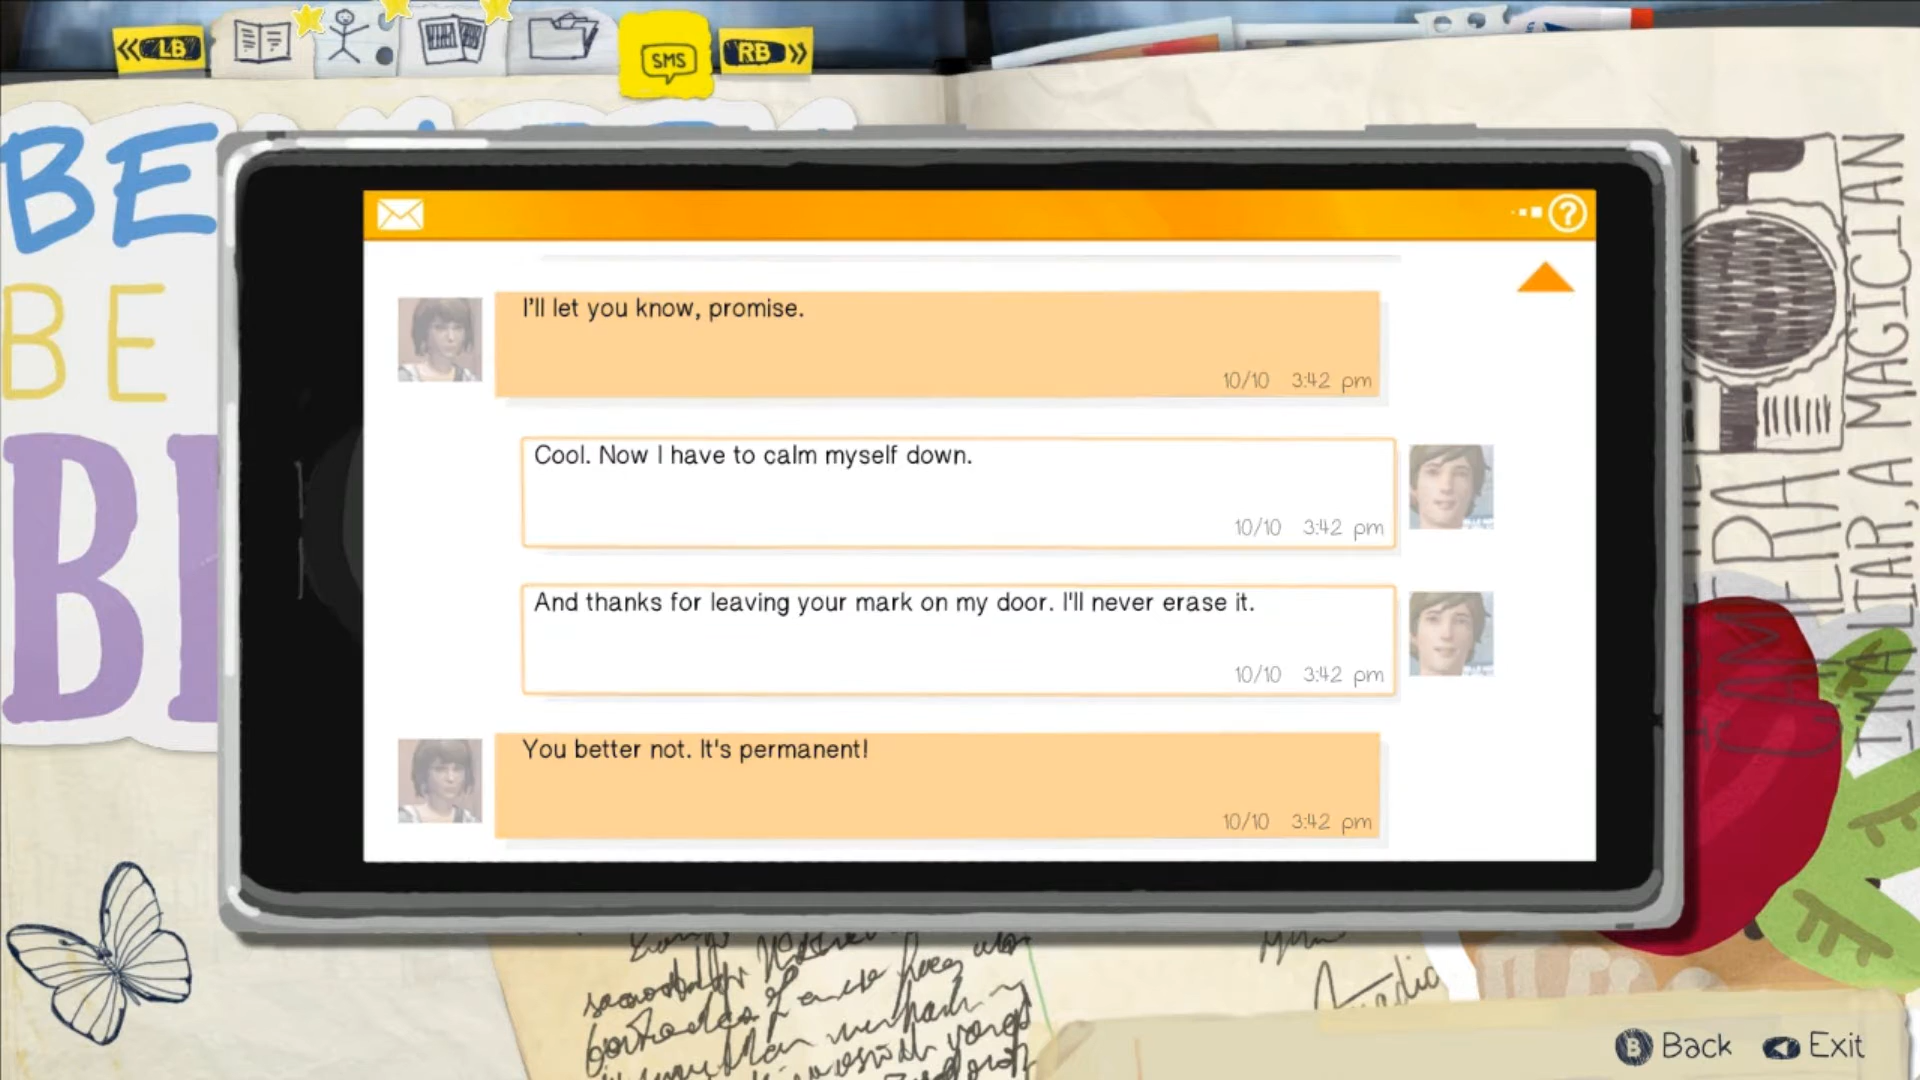 LB
SMS
RB
BE
BE
I'll let you know, promise.
10/10 3:42 pm
Cool. Now I have to calm myself down.
10/10 3:42 pm
And thanks for leaving your mark on my door. I'll never erase it.
10/10 3:42 pm
You better not. It's permanent!
10/10 3:42 pm
CAMERA
LIAR, A MAGICIAN
B Back
Exit